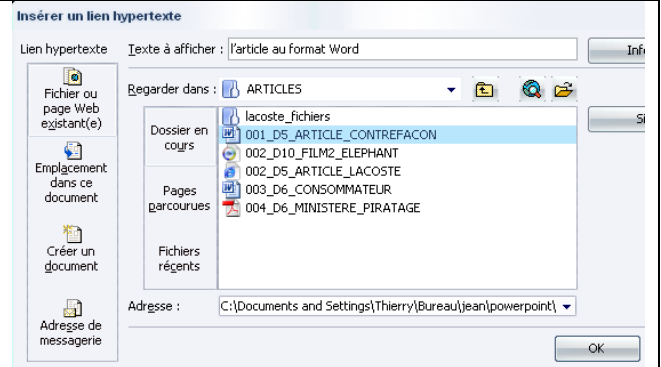 Insérer un lien hypertexte
Lien hypertexte
Texte à afficher : l'article au format Word
Inf
Fichier ou
page Web
existant(e)
Regarder dans : ARTICLES
Si
Dossier en
cours
lacoste_fichiers
001_D5_ARTICLE_CONTREFACON
002_D10_FILM2_ELEPHANT
002_D5_ARTICLE_LACOSTE
003_D6_CONSOMMATEUR
004_D6_MINISTERE_PIRATAGE
Emplacement
dans ce
document
Pages
parcourues
Créer un
document
Fichiers
récents
Adresse de
messagerie
Adresse : C:\Documents and Settings\Thierry\Bureau\jean\powerpoint\
OK